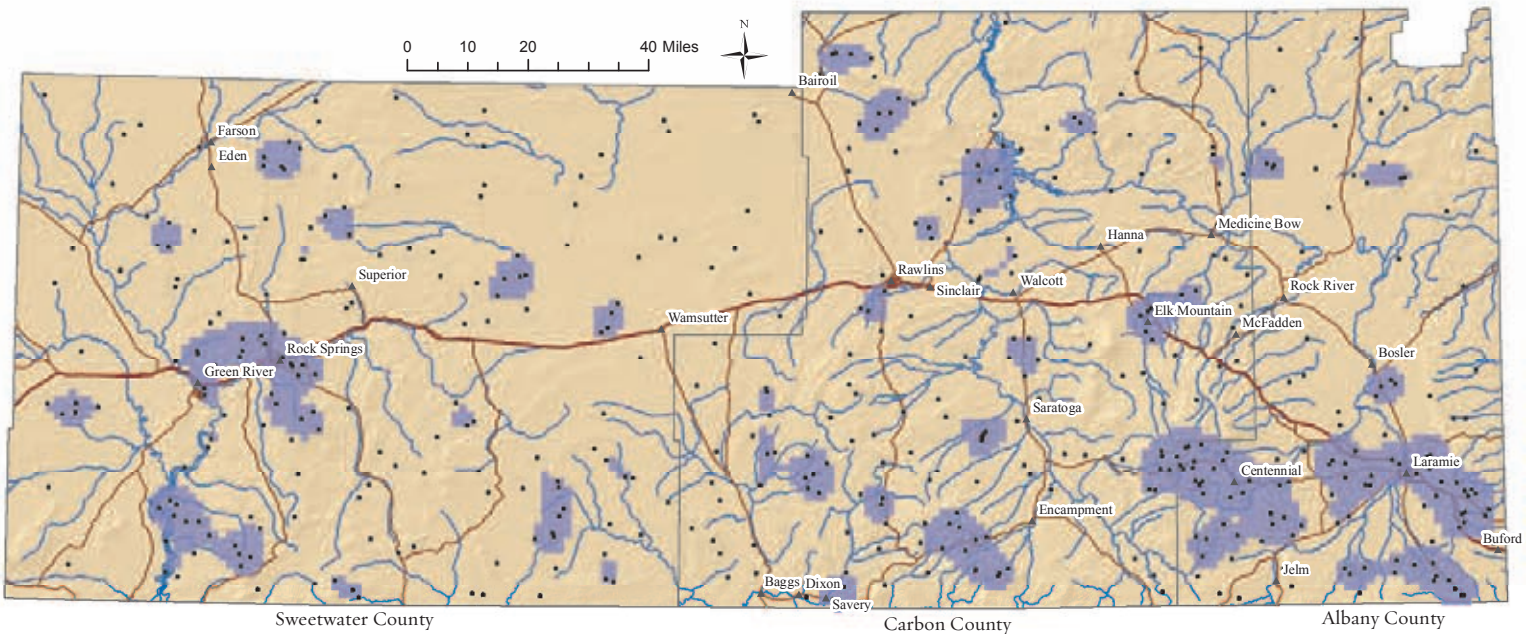 N
0 10 20 40 Miles
Bairoil
Farson
Eden
Medicine Bow
Hanna
Superior
Rawlins
Sinclair
Walcott
Rock River
Elk Mountain
Wamsutter
McFadden
Rock Springs
Bosler
Green River
Saratoga
Centennial
Laramie
Encampment
Buford
Jelm
Baggs
Dixon
Savery
Sweetwater County
Carbon County
Albany County